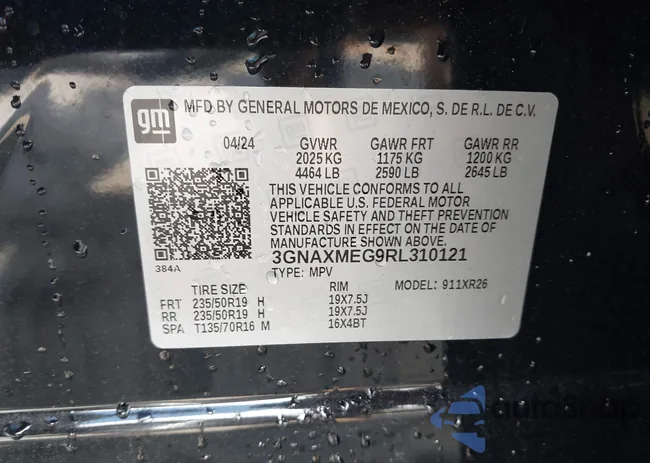 gm MFD BY GENERAL MOTORS DE MEXICO, S. DE R.L. DE C.V.
04/24 GVWR GAWR FRT GAWR RR
2025 KG 1175 KG 1200 KG
4464 LB 2590 LB 2645 LB
THIS VEHICLE CONFORMS TO ALL
APPLICABLE U.S. FEDERAL MOTOR
VEHICLE SAFETY AND THEFT PREVENTION
STANDARDS IN EFFECT ON THE DATE OF
MANUFACTURE SHOWN ABOVE.
3GNAXMEG9RL310121
384A
TYPE: MPV
TIRE SIZE RIM MODEL: 911XR26
FRT 235/50R19 H 19X7.5J
RR 235/50R19 H 19X7.5J
SPA T135/70R16 M 16X4BT
autoShop